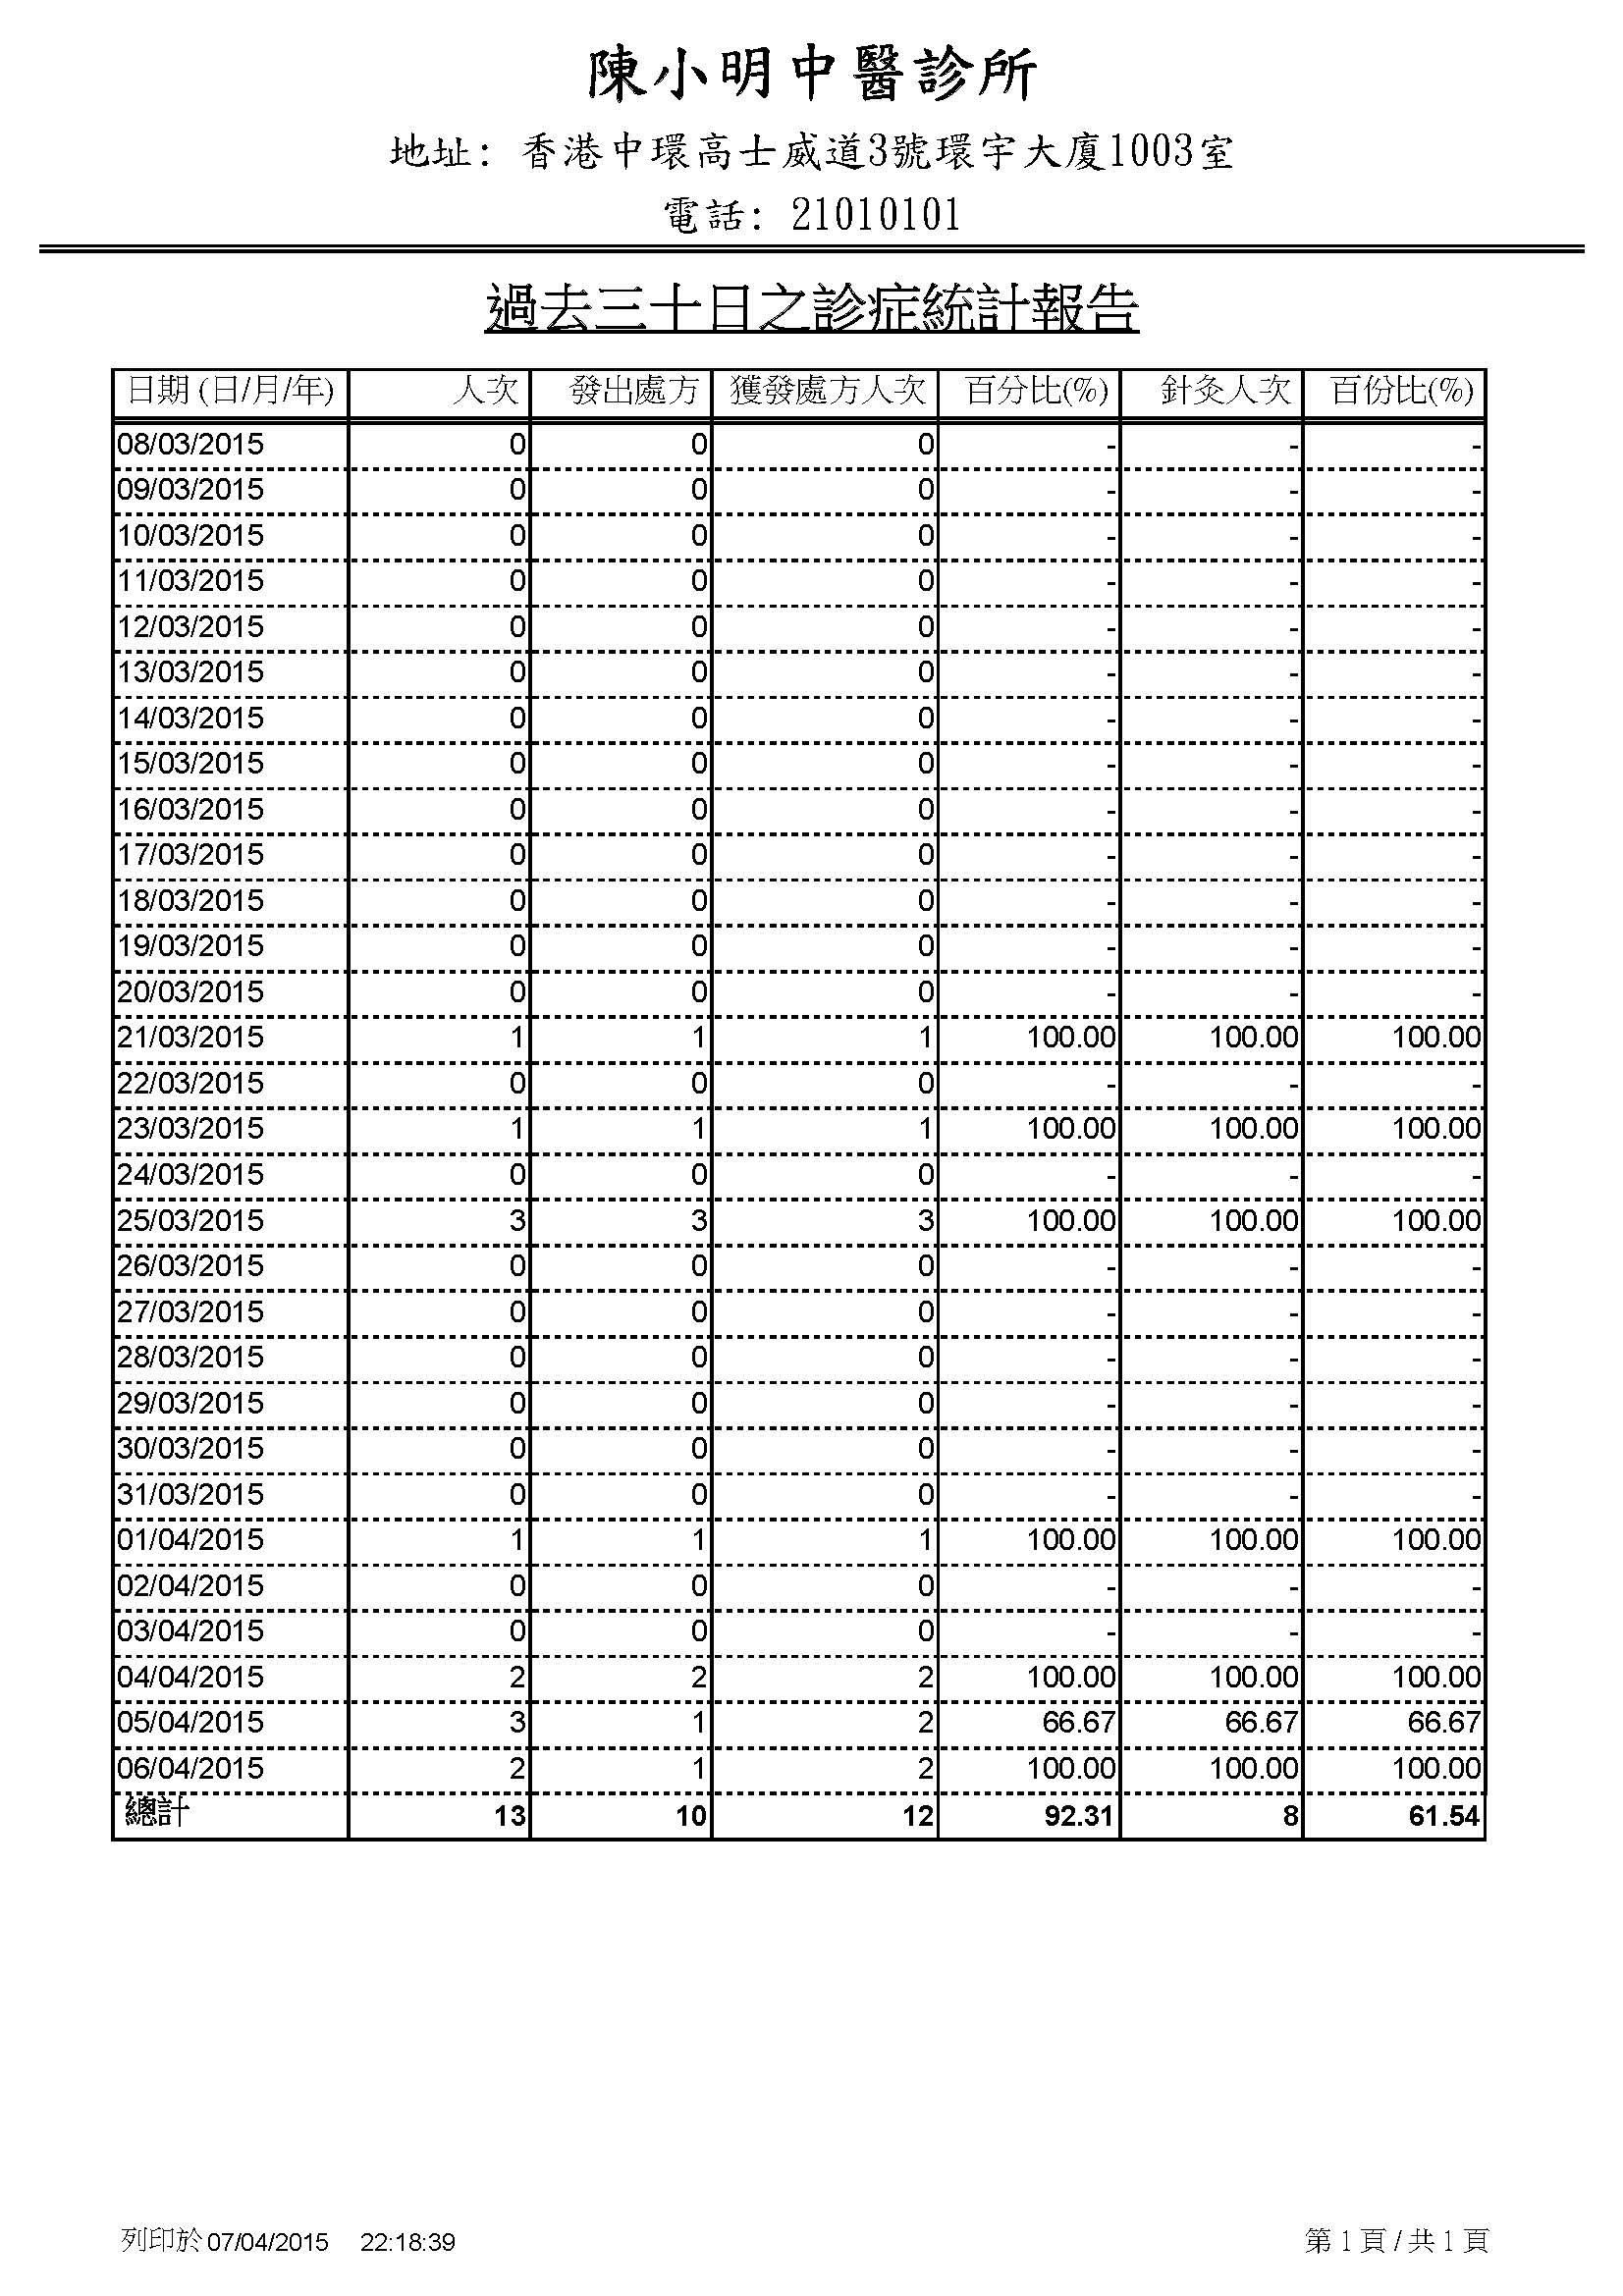 陳小明中醫診所
地址: 香港中環高士威道3號環宇大廈1003室
電話: 21010101
過去三十日之診症統計報告
日期 (日/月/年) 人次 發出處方 獲發處方人次 百分比(%) 針灸人次 百份比(%)
08/03/2015 0 0 0 - - -
09/03/2015 0 0 0 - - -
10/03/2015 0 0 0 - - -
11/03/2015 0 0 0 - - -
12/03/2015 0 0 0 - - -
13/03/2015 0 0 0 - - -
14/03/2015 0 0 0 - - -
15/03/2015 0 0 0 - - -
16/03/2015 0 0 0 - - -
17/03/2015 0 0 0 - - -
18/03/2015 0 0 0 - - -
19/03/2015 0 0 0 - - -
20/03/2015 0 0 0 - - -
21/03/2015 1 1 1 100.00 100.00 100.00
22/03/2015 0 0 0 - - -
23/03/2015 1 1 1 100.00 100.00 100.00
24/03/2015 0 0 0 - - -
25/03/2015 3 3 3 100.00 100.00 100.00
26/03/2015 0 0 0 - - -
27/03/2015 0 0 0 - - -
28/03/2015 0 0 0 - - -
29/03/2015 0 0 0 - - -
30/03/2015 0 0 0 - - -
31/03/2015 0 0 0 - - -
01/04/2015 1 1 1 100.00 100.00 100.00
02/04/2015 0 0 0 - - -
03/04/2015 0 0 0 - - -
04/04/2015 2 2 2 100.00 100.00 100.00
05/04/2015 3 1 2 66.67 66.67 66.67
06/04/2015 2 1 2 100.00 100.00 100.00
總計 13 10 12 92.31 8 61.54
列印於 07/04/2015 22:18:39 第 1 頁 / 共 1 頁